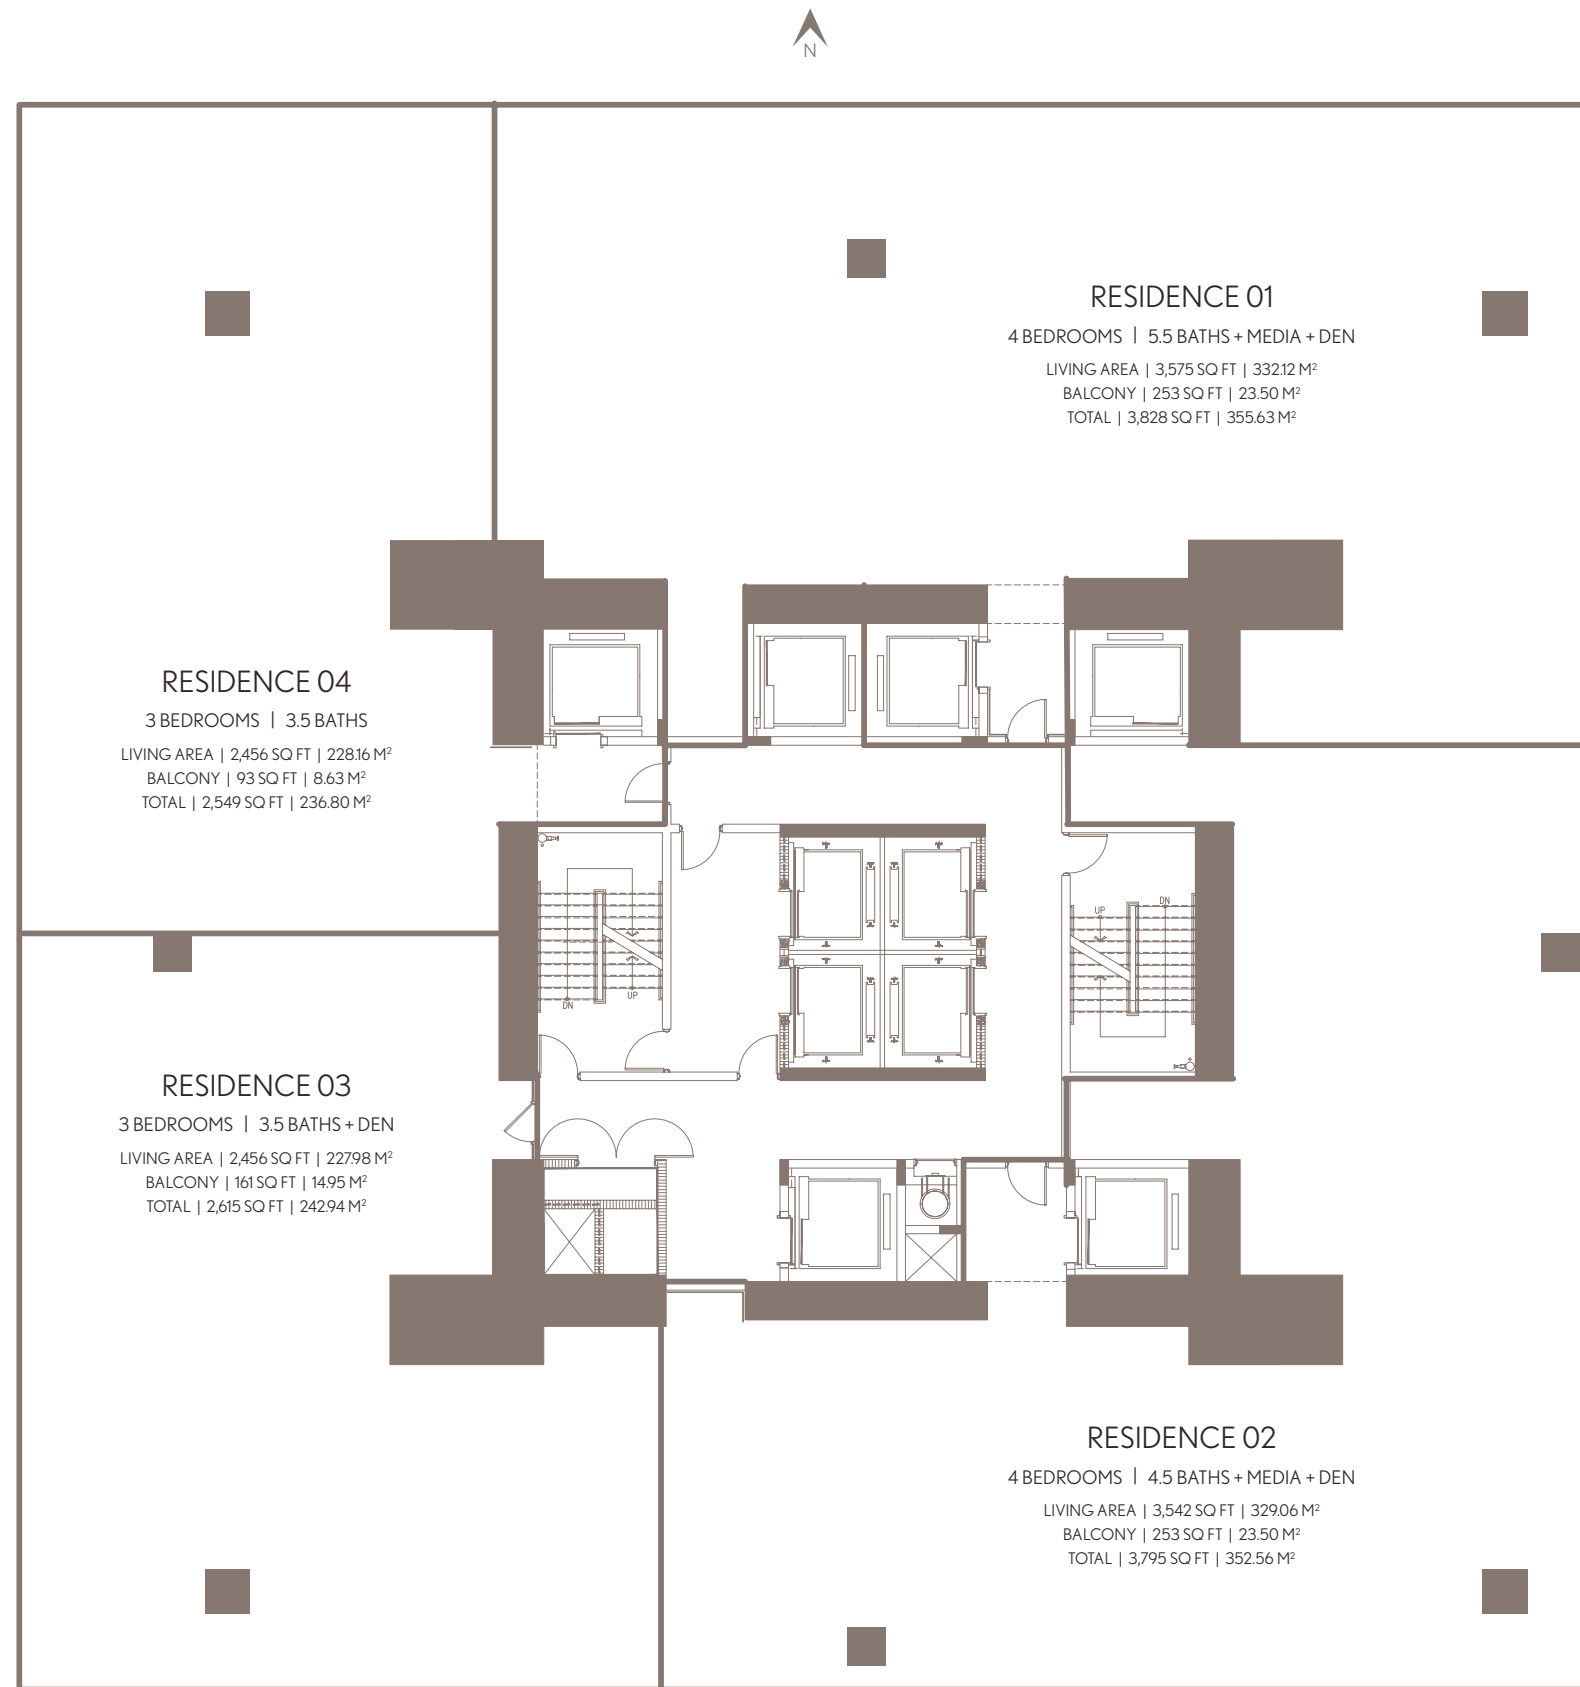 N
RESIDENCE 01
4 BEDROOMS | 5.5 BATHS + MEDIA + DEN
LIVING AREA | 3,575 SQ FT | 332.12 M²
BALCONY | 253 SQ FT | 23.50 M²
TOTAL | 3,828 SQ FT | 355.63 M²
RESIDENCE 04
3 BEDROOMS | 3.5 BATHS
LIVING AREA | 2,456 SQ FT | 228.16 M²
BALCONY | 93 SQ FT | 8.63 M²
TOTAL | 2,549 SQ FT | 236.80 M²
UP
DN
DN
UP
RESIDENCE 03
3 BEDROOMS | 3.5 BATHS + DEN
LIVING AREA | 2,456 SQ FT | 227.98 M²
BALCONY | 161 SQ FT | 14.95 M²
TOTAL | 2,615 SQ FT | 242.94 M²
RESIDENCE 02
4 BEDROOMS | 4.5 BATHS + MEDIA + DEN
LIVING AREA | 3,542 SQ FT | 329.06 M²
BALCONY | 253 SQ FT | 23.50 M²
TOTAL | 3,795 SQ FT | 352.56 M²